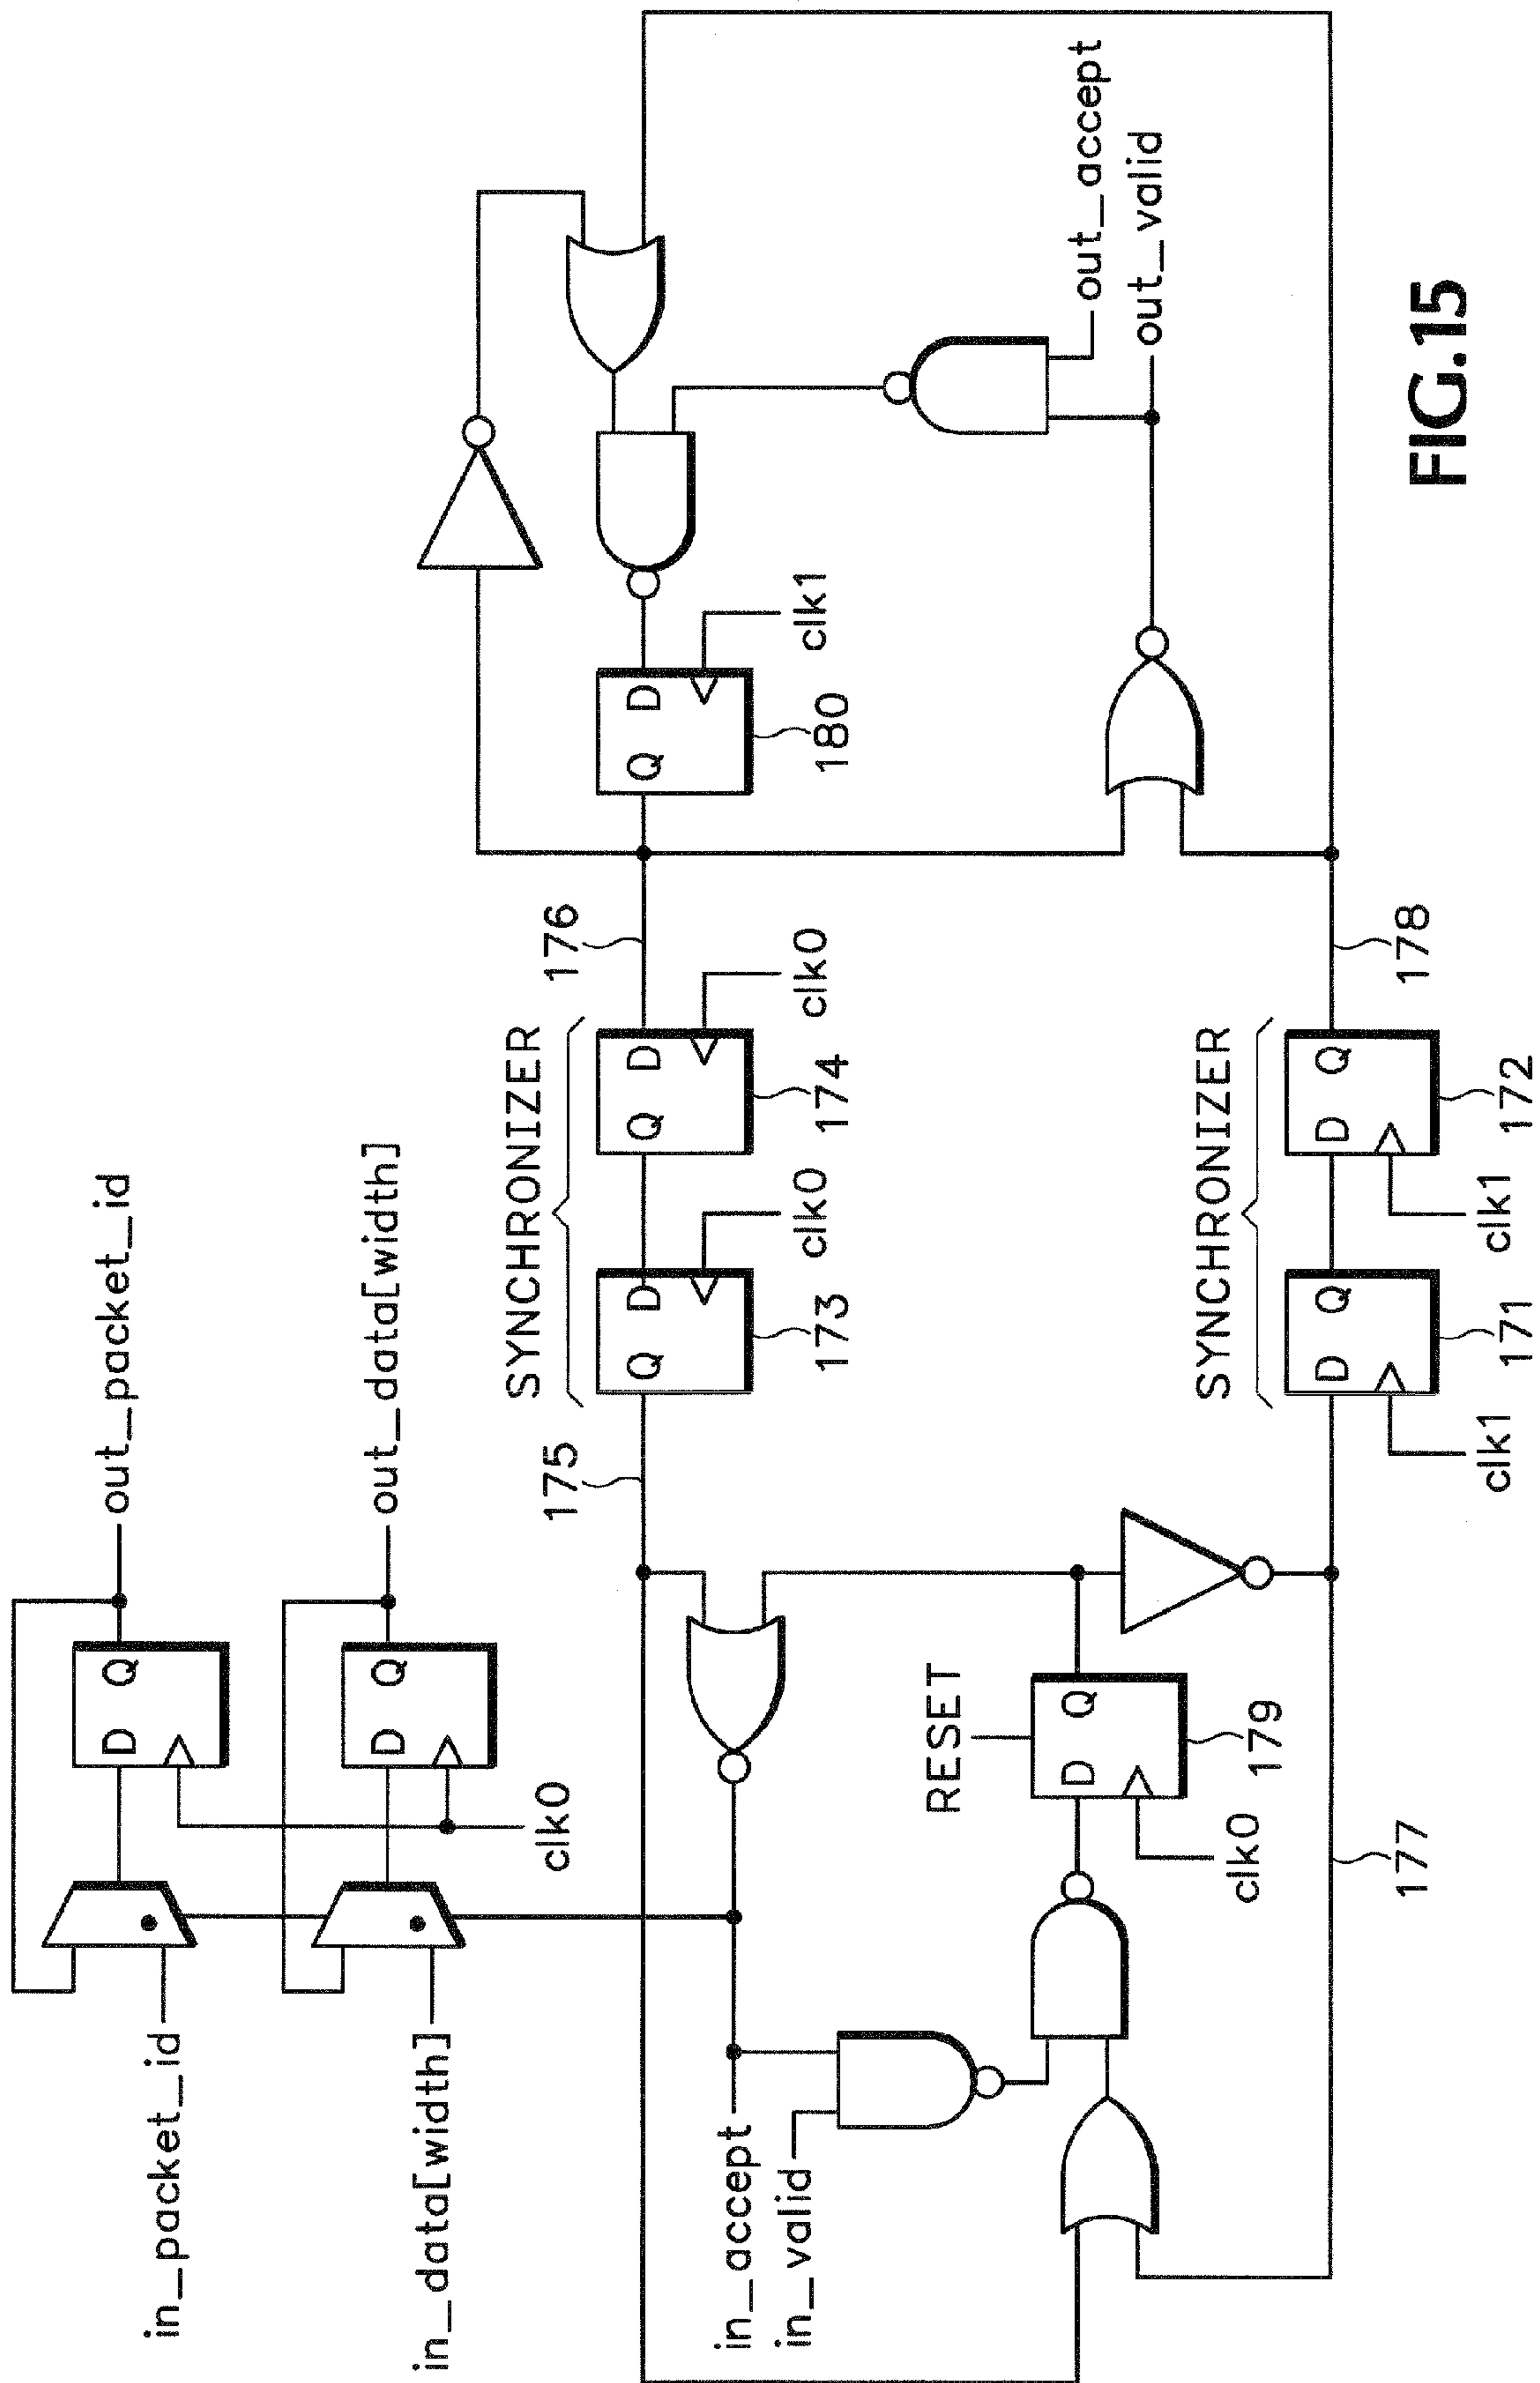 in_packet_id
D Q
out_packet_id
in_data[width]
D Q
out_data[width]
clk0
SYNCHRONIZER
175
Q D
173
clk0
Q D
174
clk0
176
Q D
180
clk1
in_accept
in_valid
RESET
D Q
179
clk0
out_accept
out_valid
177
SYNCHRONIZER
D Q
171
clk1
D Q
172
clk1
178
FIG.15